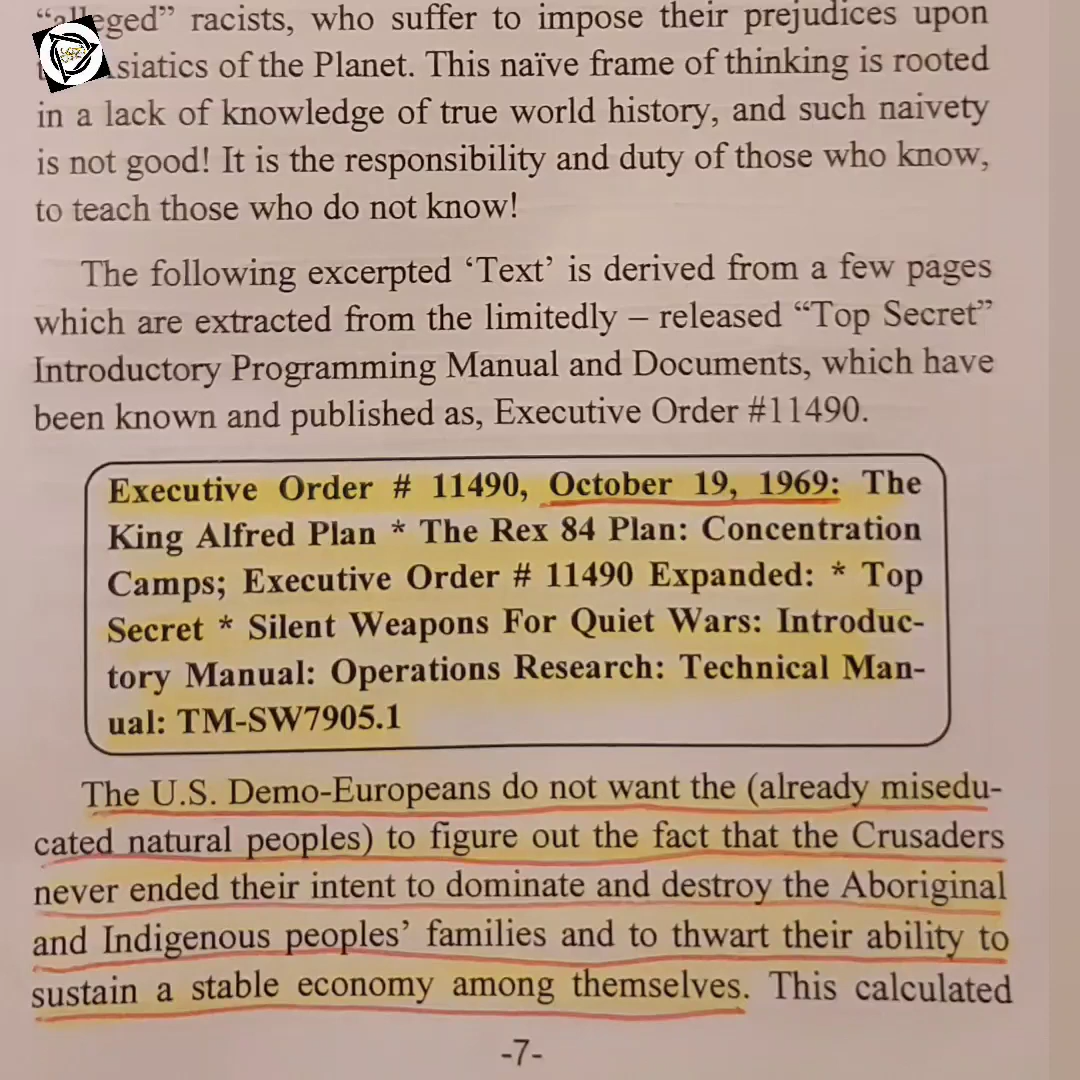 “alleged” racists, who suffer to impose their prejudices upon
Asiatics of the Planet. This naïve frame of thinking is rooted
in a lack of knowledge of true world history, and such naivety
is not good! It is the responsibility and duty of those who know,
to teach those who do not know!
The following excerpted ‘Text’ is derived from a few pages
which are extracted from the limitedly – released “Top Secret”
Introductory Programming Manual and Documents, which have
been known and published as, Executive Order #11490.
Executive Order # 11490, October 19, 1969: The
King Alfred Plan * The Rex 84 Plan: Concentration
Camps; Executive Order # 11490 Expanded: * Top
Secret * Silent Weapons For Quiet Wars: Introduc-
tory Manual: Operations Research: Technical Man-
ual: TM-SW7905.1
The U.S. Demo-Europeans do not want the (already misedu-
cated natural peoples) to figure out the fact that the Crusaders
never ended their intent to dominate and destroy the Aboriginal
and Indigenous peoples’ families and to thwart their ability to
sustain a stable economy among themselves. This calculated
-7-